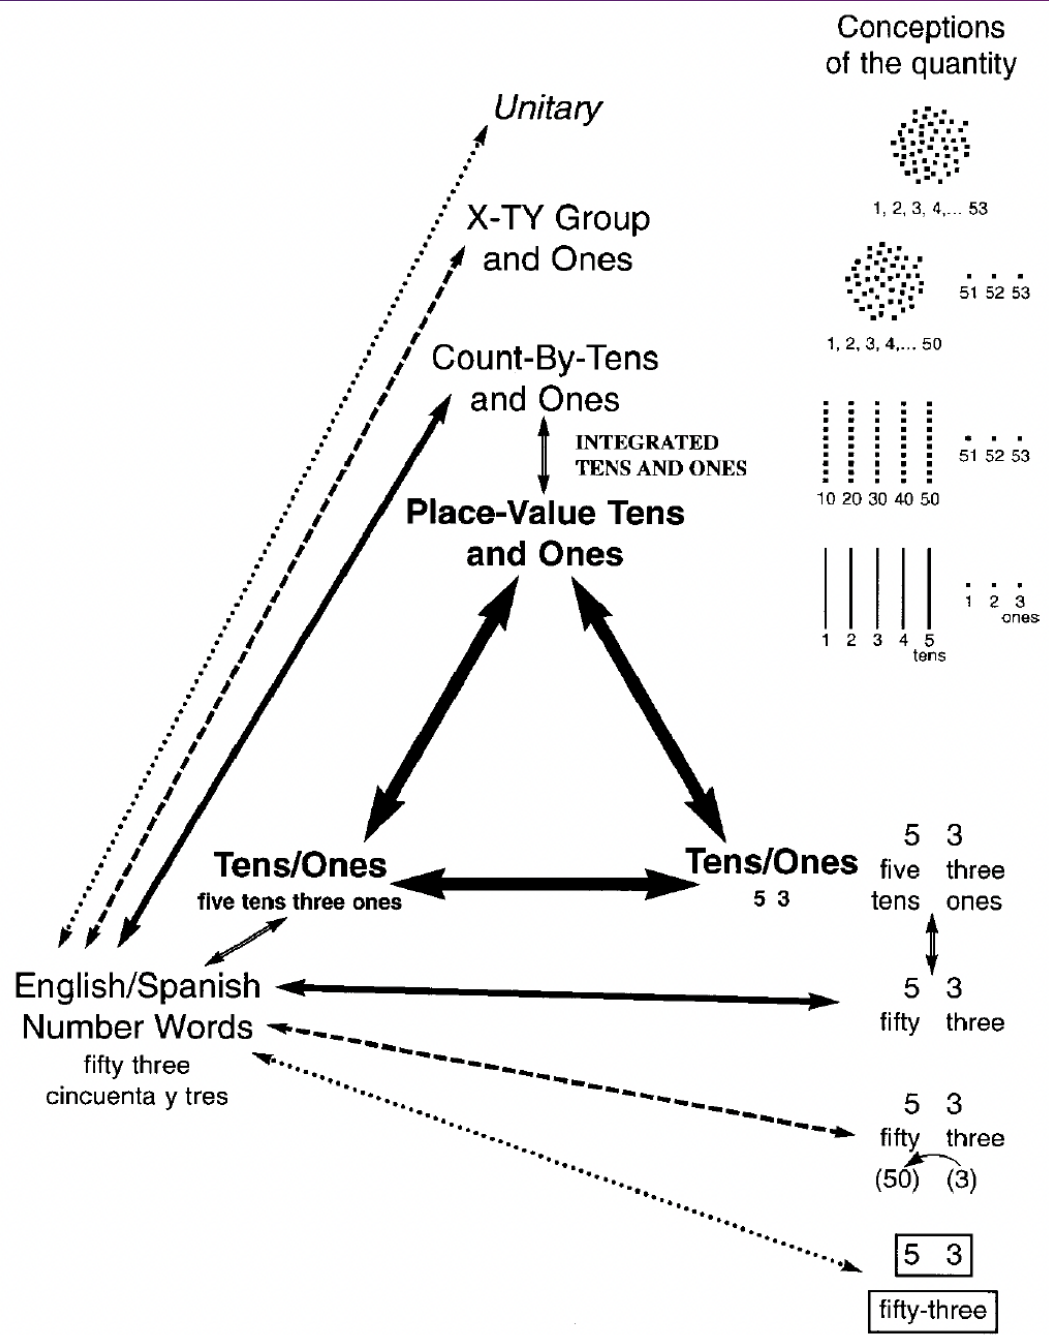 Conceptions
of the quantity
Unitary
1, 2, 3, 4,... 53
X-TY Group
and Ones
51 52 53
1, 2, 3, 4,... 50
Count-By-Tens
and Ones
INTEGRATED
TENS AND ONES
51 52 53
10 20 30 40 50
Place-Value Tens
and Ones
1 2 3
ones
1 2 3 4 5
tens
Tens/Ones
five tens three ones
Tens/Ones
5 3
5 3
five three
tens ones
English/Spanish
Number Words
fifty three
cincuenta y tres
5 3
fifty three
5 3
fifty three
(50) (3)
5 3
fifty-three